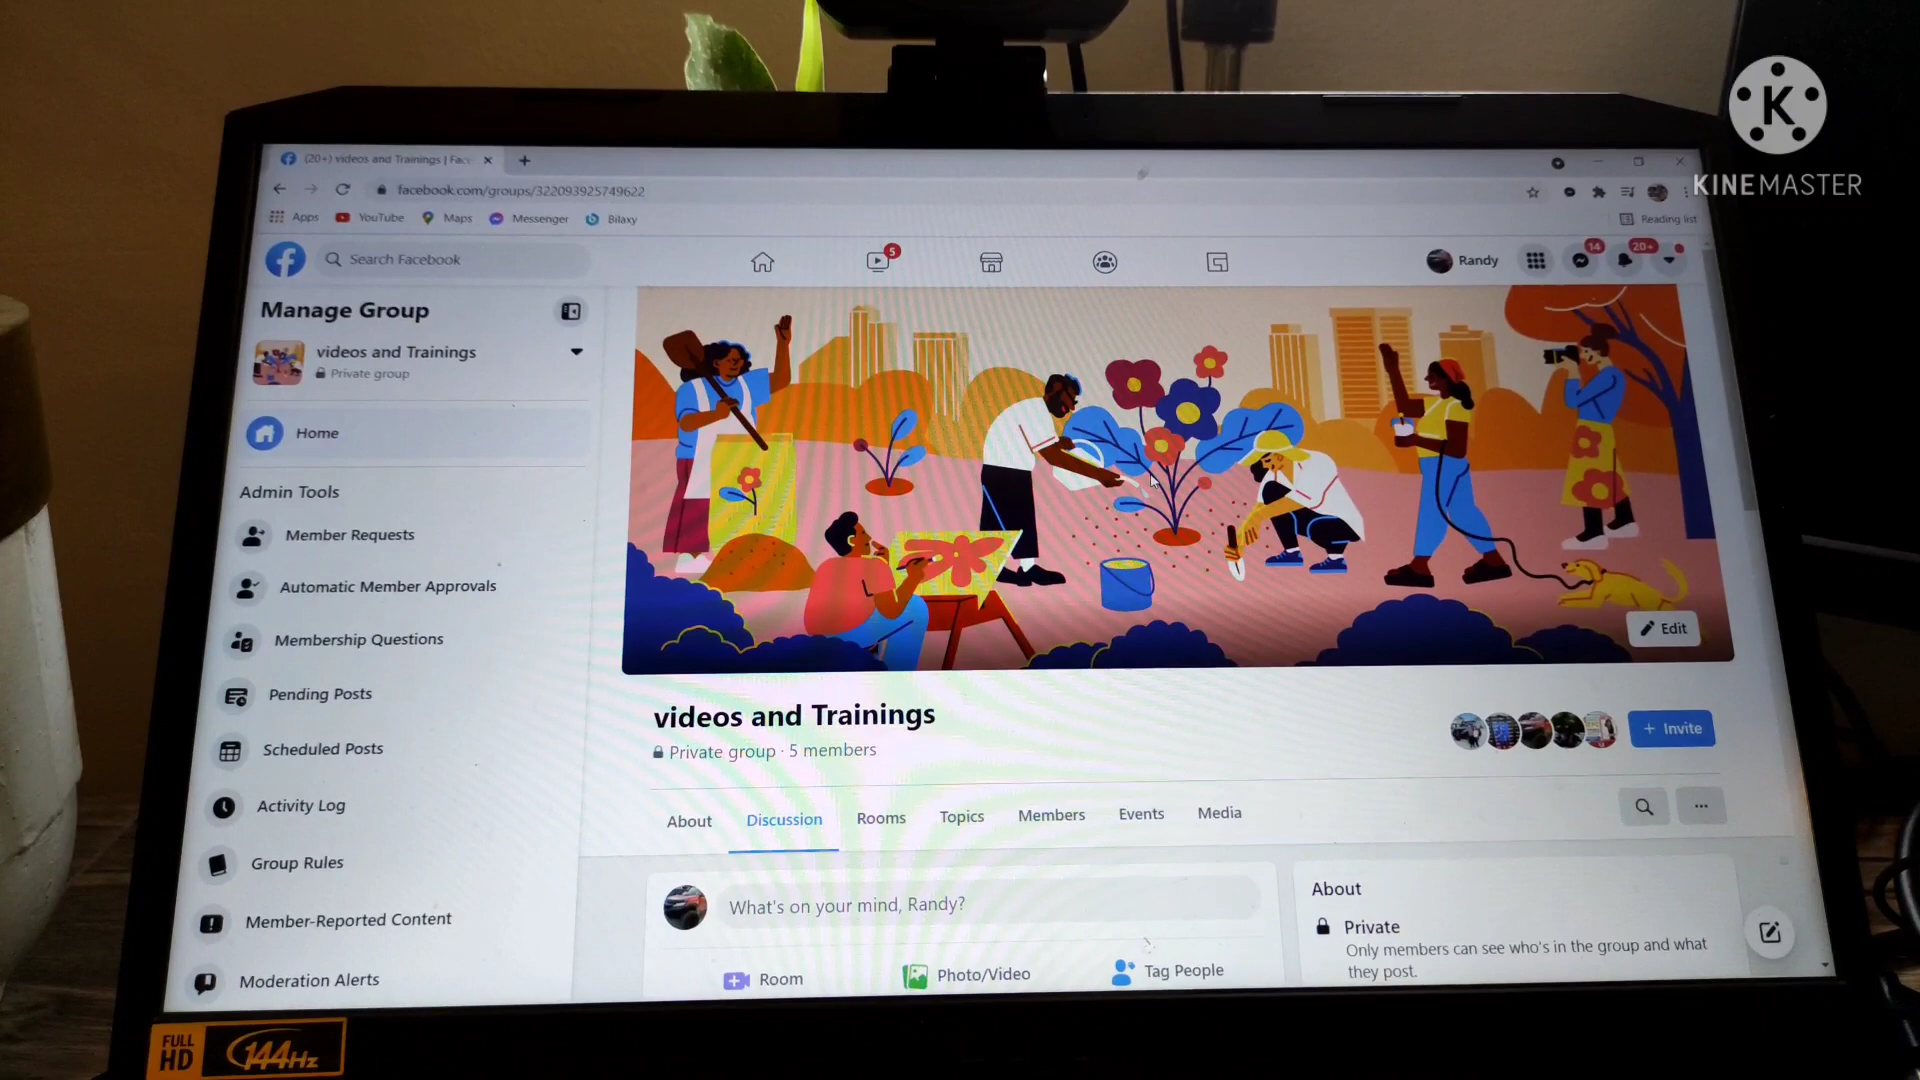 K
KINEMASTER
(20+) videos and Trainings | Fac
facebook.com/groups/322093925749622
Apps
YouTube
Maps
Messenger
Bilaxy
Reading list
Search Facebook
5
Randy
14
20+
Manage Group
videos and Trainings
Private group
Home
Admin Tools
Member Requests
Automatic Member Approvals
Membership Questions
Pending Posts
Scheduled Posts
Activity Log
Group Rules
Member-Reported Content
Moderation Alerts
Edit
videos and Trainings
Private group · 5 members
+ Invite
About
Discussion
Rooms
Topics
Members
Events
Media
What's on your mind, Randy?
Room
Photo/Video
Tag People
About
Private
Only members can see who's in the group and what
they post.
FULL
HD
144Hz